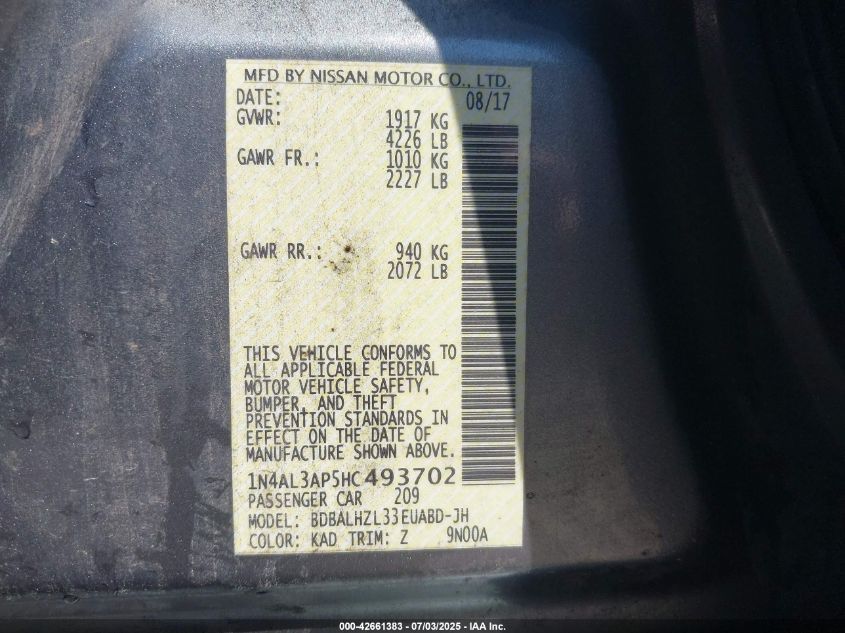 MFD BY NISSAN MOTOR CO., LTD.
DATE: 08/17
GVWR: 1917 KG
4226 LB
GAWR FR.: 1010 KG
2227 LB
GAWR RR.: 940 KG
2072 LB
THIS VEHICLE CONFORMS TO
ALL APPLICABLE FEDERAL
MOTOR VEHICLE SAFETY,
BUMPER, AND THEFT
PREVENTION STANDARDS IN
EFFECT ON THE DATE OF
MANUFACTURE SHOWN ABOVE.
1N4AL3AP5HC493702
PASSENGER CAR 209
MODEL: BDBALHZL33EUABD-JH
COLOR: KAD TRIM: Z 9N00A
000-42661383 - 07/03/2025 - IAA Inc.